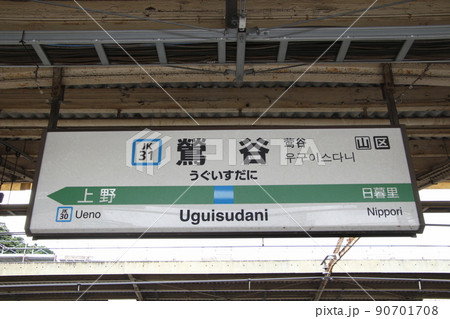 JK
31
鶯谷
うぐいすだに
莺谷
우구이스다니
山区
上野
日暮里
JK
30
Ueno
Uguisudani
Nippori
PIXTA
pixta.jp - 90701708